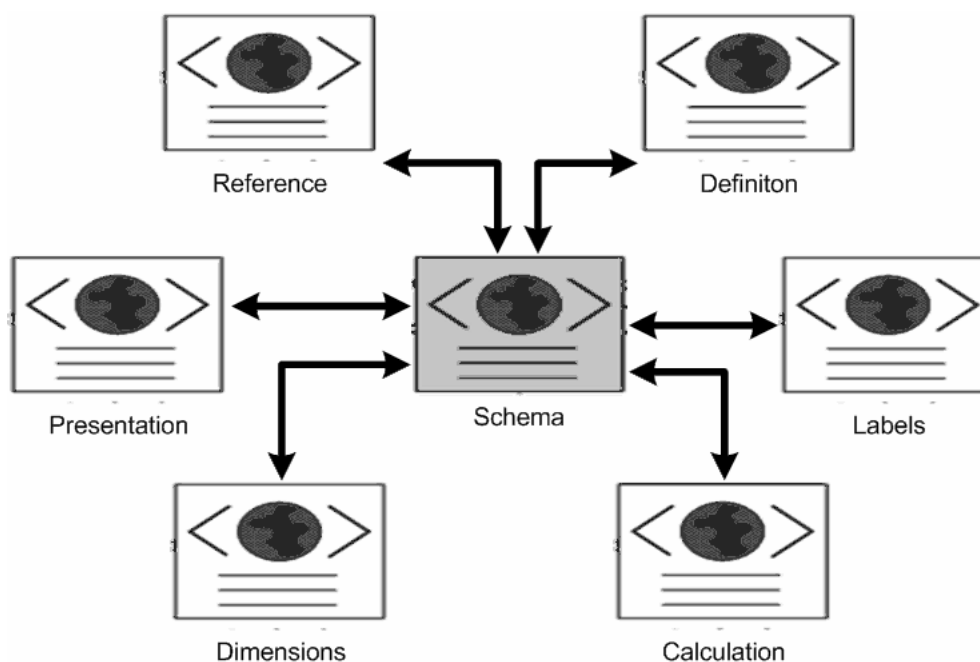 Reference
Definiton
Presentation
Schema
Labels
Dimensions
Calculation